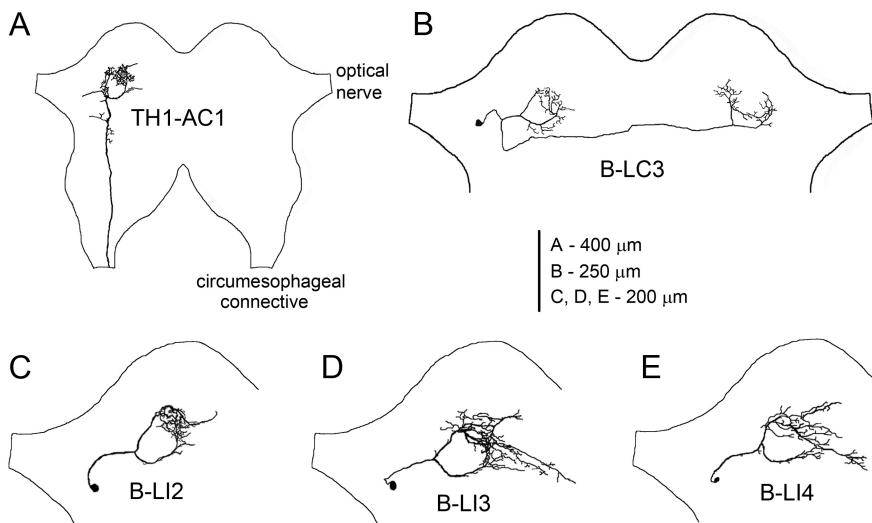 A
optical
nerve
TH1-AC1
circumesophageal
connective
B
B-LC3
A - 400 μm
B - 250 μm
C, D, E - 200 μm
C
B-LI2
D
B-LI3
E
B-LI4